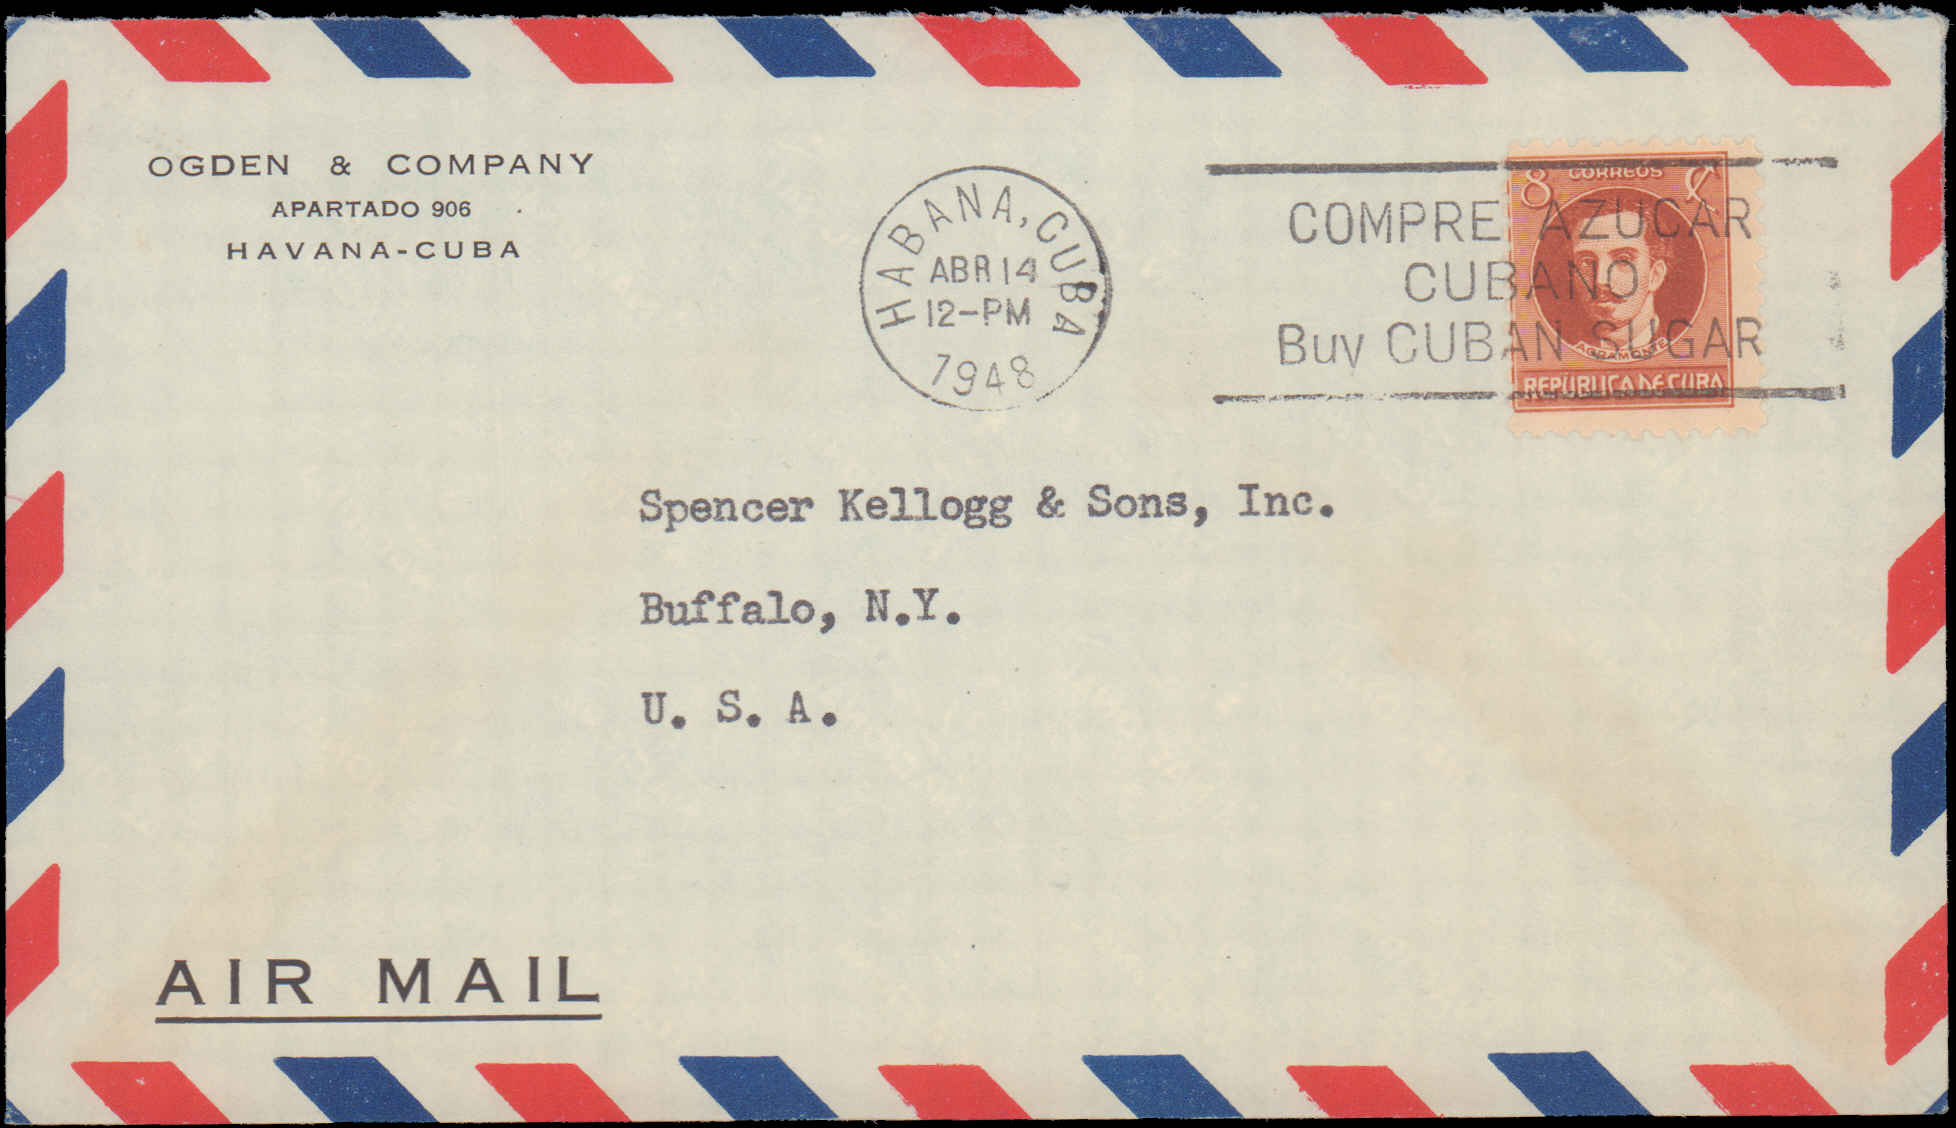 OGDEN & COMPANY
APARTADO 906
HAVANA-CUBA
HABANA, CUBA
ABR 14
12-PM
1948
COMPRE AZUCAR
CUBANO
Buy CUBAN SUGAR
CORREOS
8 ¢
AGRAMONTE
REPUBLICA DE CUBA
Spencer Kellogg & Sons, Inc.
Buffalo, N.Y.
U. S. A.
AIR MAIL